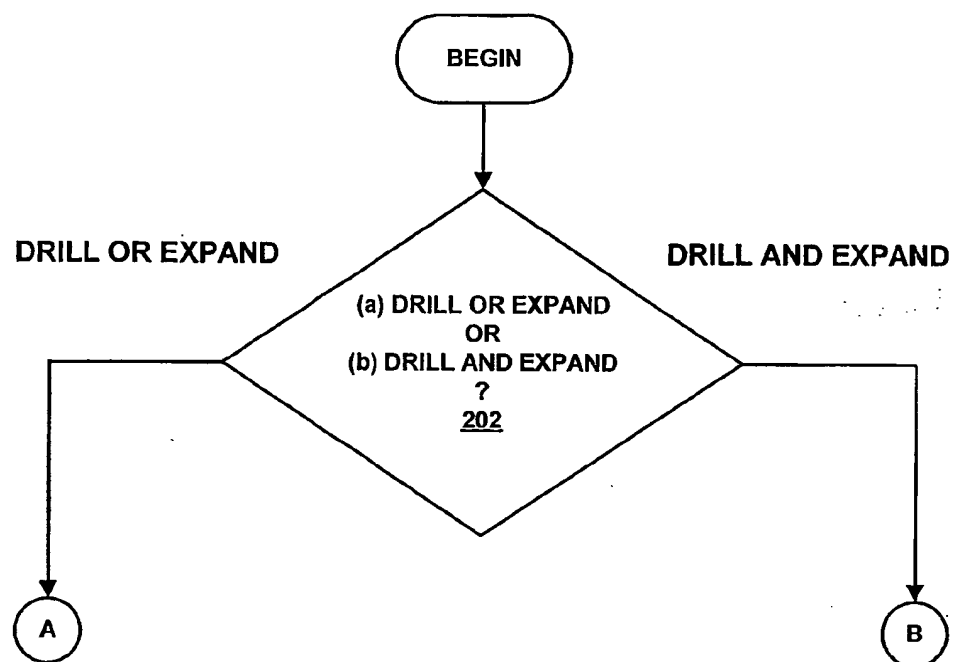 BEGIN
DRILL OR EXPAND
DRILL AND EXPAND
(a) DRILL OR EXPAND
OR
(b) DRILL AND EXPAND
?
202
A
B